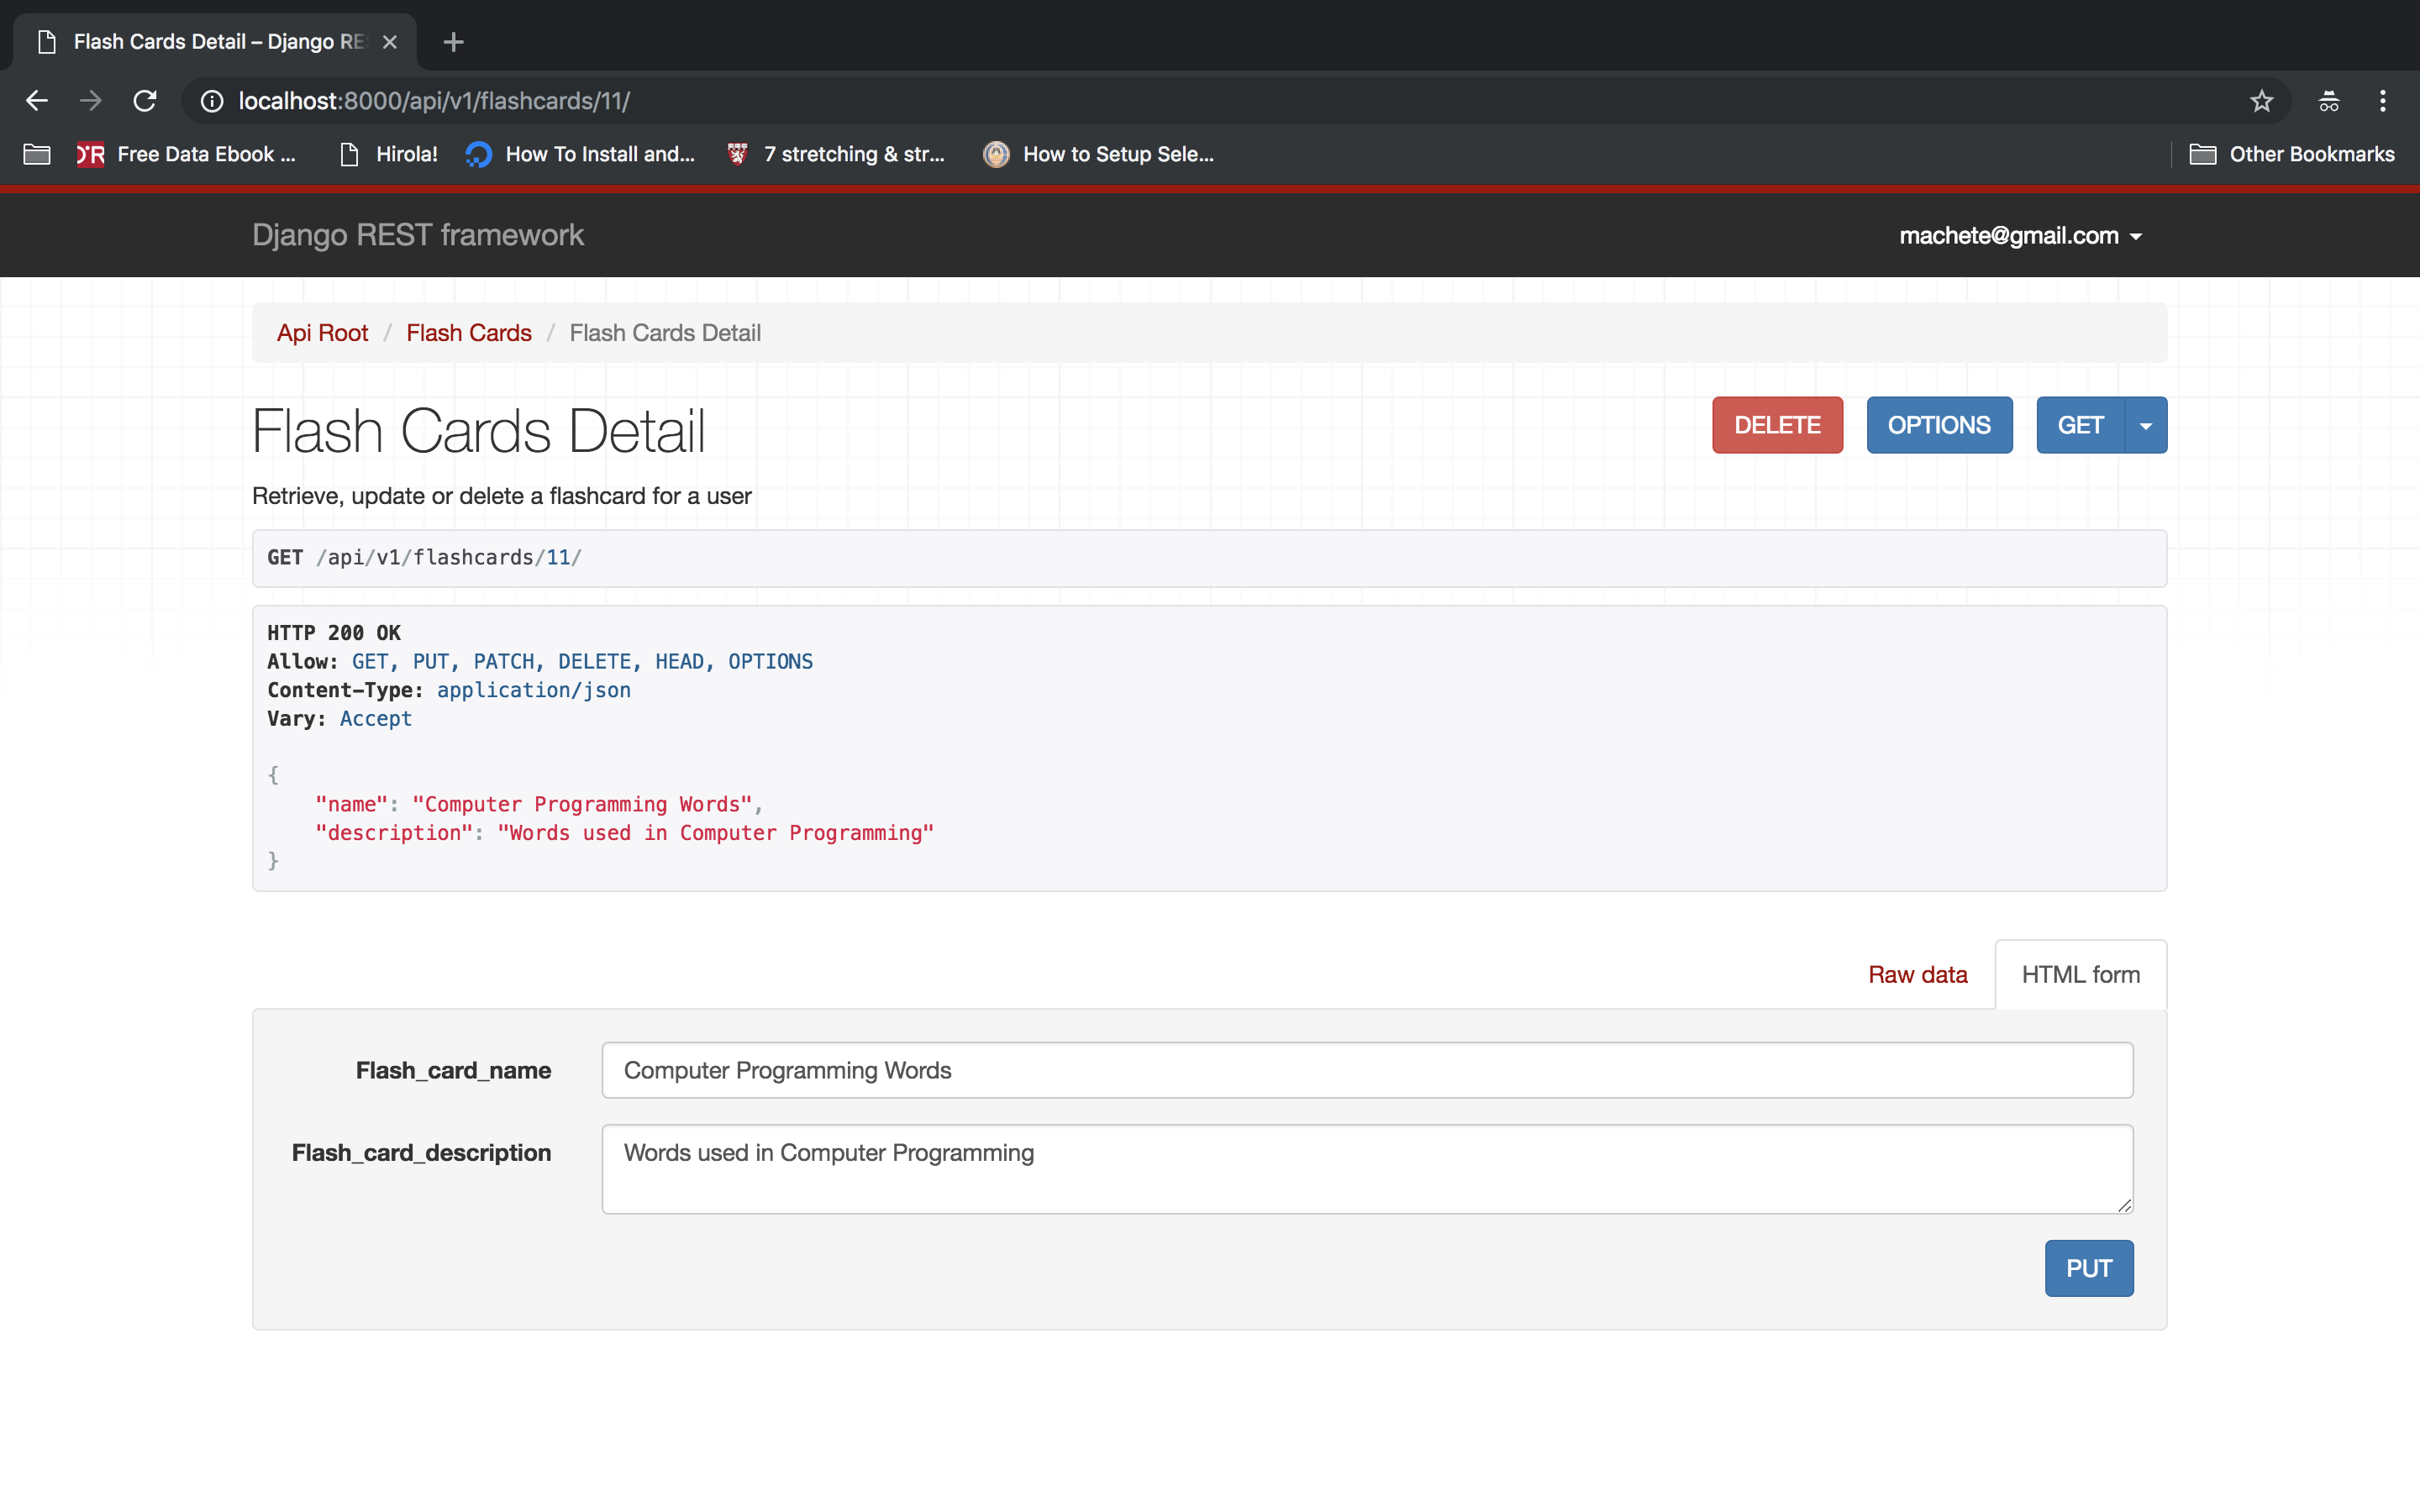 Flash Cards Detail – Django RE
localhost:8000/api/v1/flashcards/11/
Free Data Ebook ...
Hirola!
How To Install and...
7 stretching & str...
How to Setup Sele...
Other Bookmarks
Django REST framework
machete@gmail.com
Api Root / Flash Cards / Flash Cards Detail
Flash Cards Detail
DELETE
OPTIONS
GET
Retrieve, update or delete a flashcard for a user
GET /api/v1/flashcards/11/
HTTP 200 OK
Allow: GET, PUT, PATCH, DELETE, HEAD, OPTIONS
Content-Type: application/json
Vary: Accept
{
"name": "Computer Programming Words",
"description": "Words used in Computer Programming"
}
Raw data
HTML form
Flash_card_name
Computer Programming Words
Flash_card_description
Words used in Computer Programming
PUT